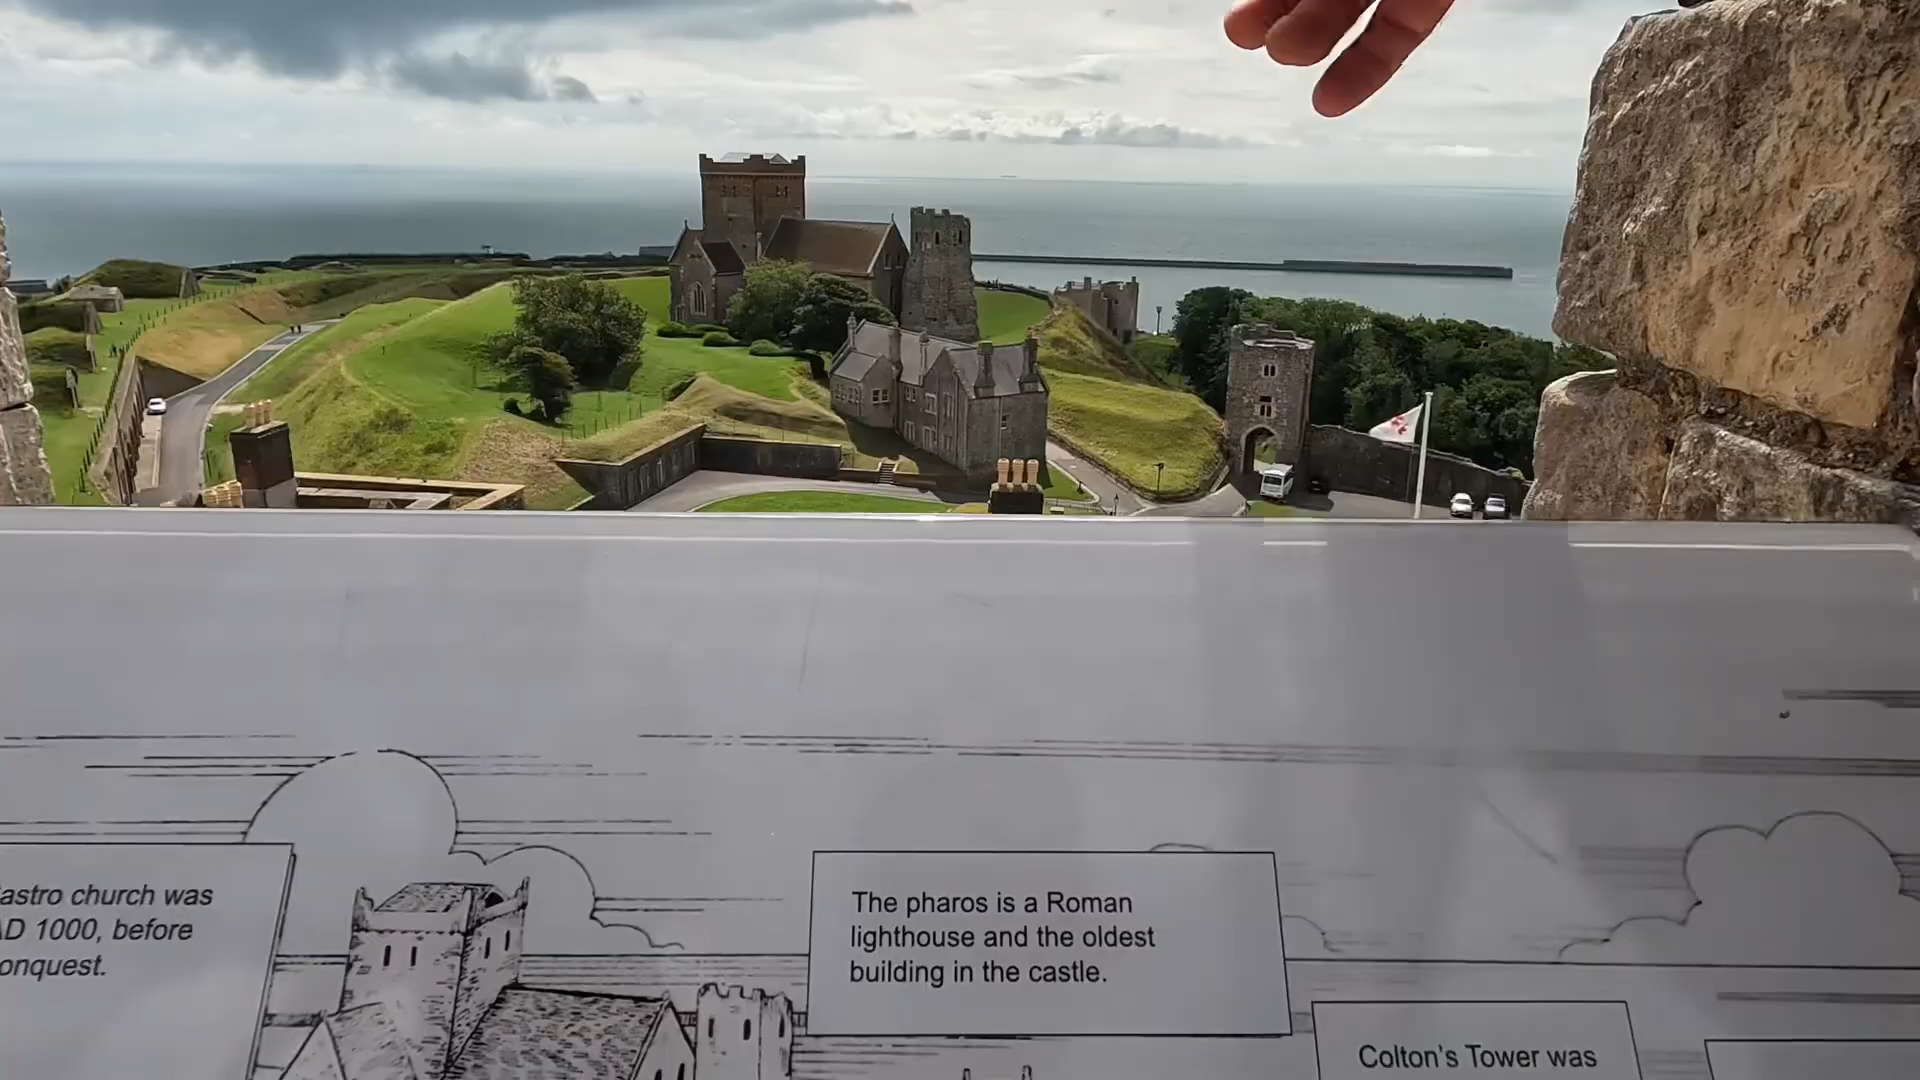 astro church was
AD 1000, before
onquest.
The pharos is a Roman
lighthouse and the oldest
building in the castle.
Colton's Tower was